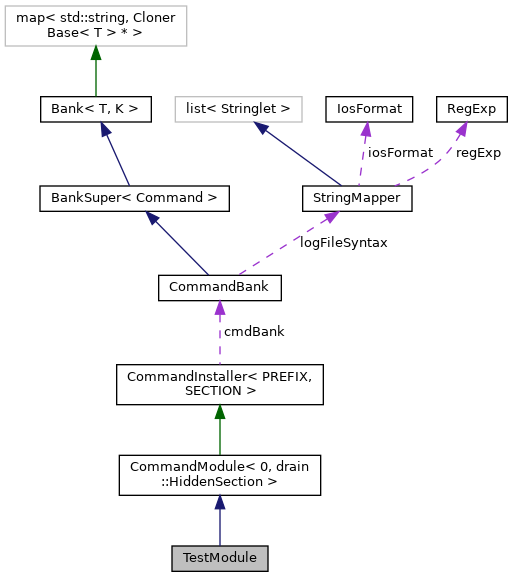 map< std::string, Cloner
Base< T > * >
Bank< T, K >
list< Stringlet >
IosFormat
RegExp
iosFormat
regExp
BankSuper< Command >
StringMapper
logFileSyntax
CommandBank
cmdBank
CommandInstaller< PREFIX,
SECTION >
CommandModule< 0, drain
::HiddenSection >
TestModule